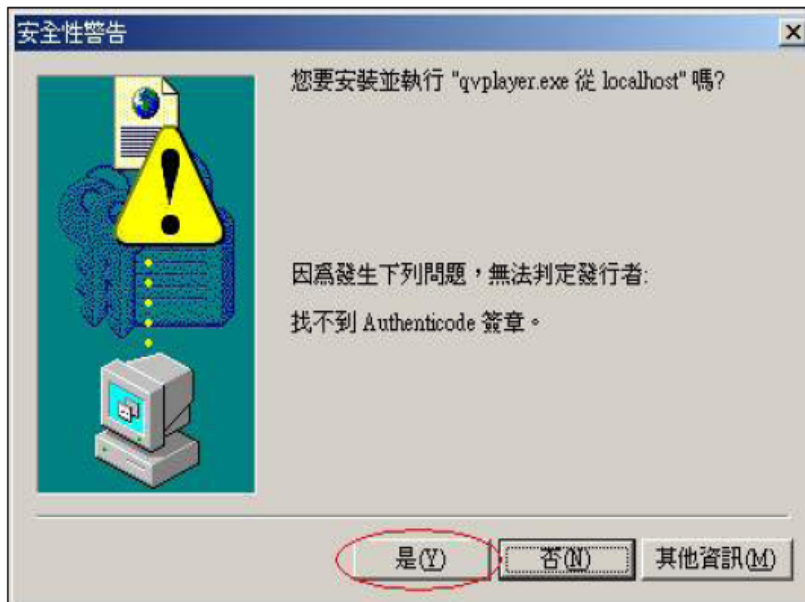 安全性警告
您要安裝並執行 "qvplayer.exe 從 localhost" 嗎?
因為發生下列問題，無法判定發行者:
找不到 Authenticode 簽章。
是(Y)
否(N)
其他資訊(M)